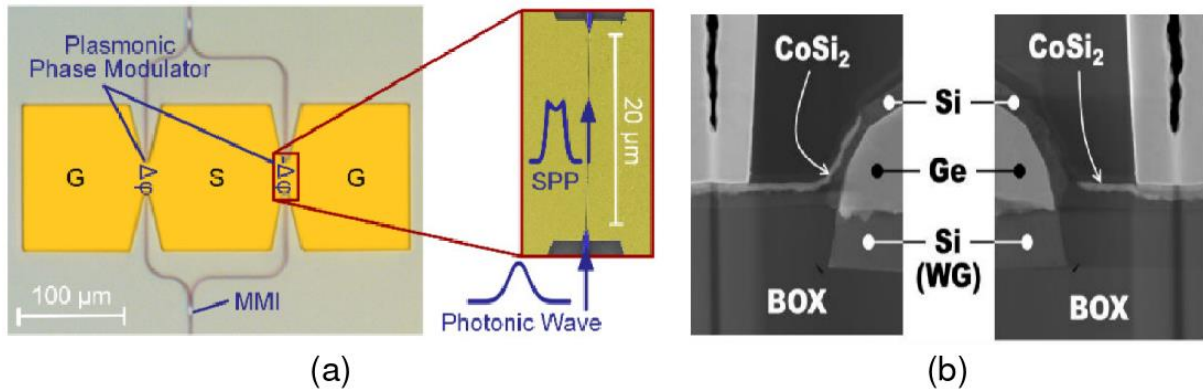 Plasmonic
Phase Modulator
G
Δφ
S
Δφ
G
100 µm
MMI
SPP
20 µm
Photonic Wave
(a)
CoSi₂
CoSi₂
Si
Ge
Si
(WG)
BOX
BOX
(b)